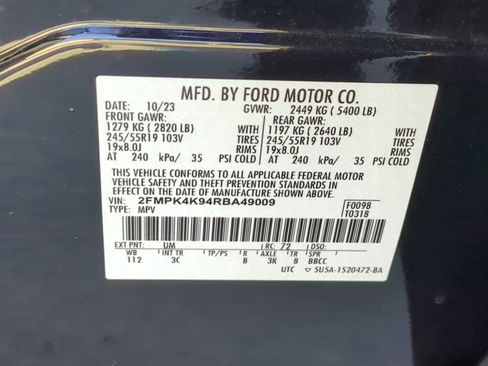 MFD. BY FORD MOTOR CO.
DATE: 10/23 GVWR: 2449 KG ( 5400 LB)
FRONT GAWR: REAR GAWR:
1279 KG ( 2820 LB) 1197 KG ( 2640 LB)
245/55R19 103V 245/55R19 103V
19x8.0J RIMS 19x8.0J RIMS
AT 240 kPa/ 35 PSI COLD AT 240 kPa/ 35 PSI COLD
THIS VEHICLE CONFORMS TO ALL APPLICABLE FEDERAL MOTOR
VEHICLE SAFETY AND THEFT PREVENTION STANDARDS IN
EFFECT ON THE DATE OF MANUFACTURE SHOWN ABOVE.
VIN: 2FMPK4K94RBA49009 F0098
TYPE: MPV T0318
EXT PNT: UM RC: 72 DSO:
WB INT TR TP/PS R AXLE TR SPR
112 3C B 3K B BBCC
UTC ▽ 5U5A-1520472-BA